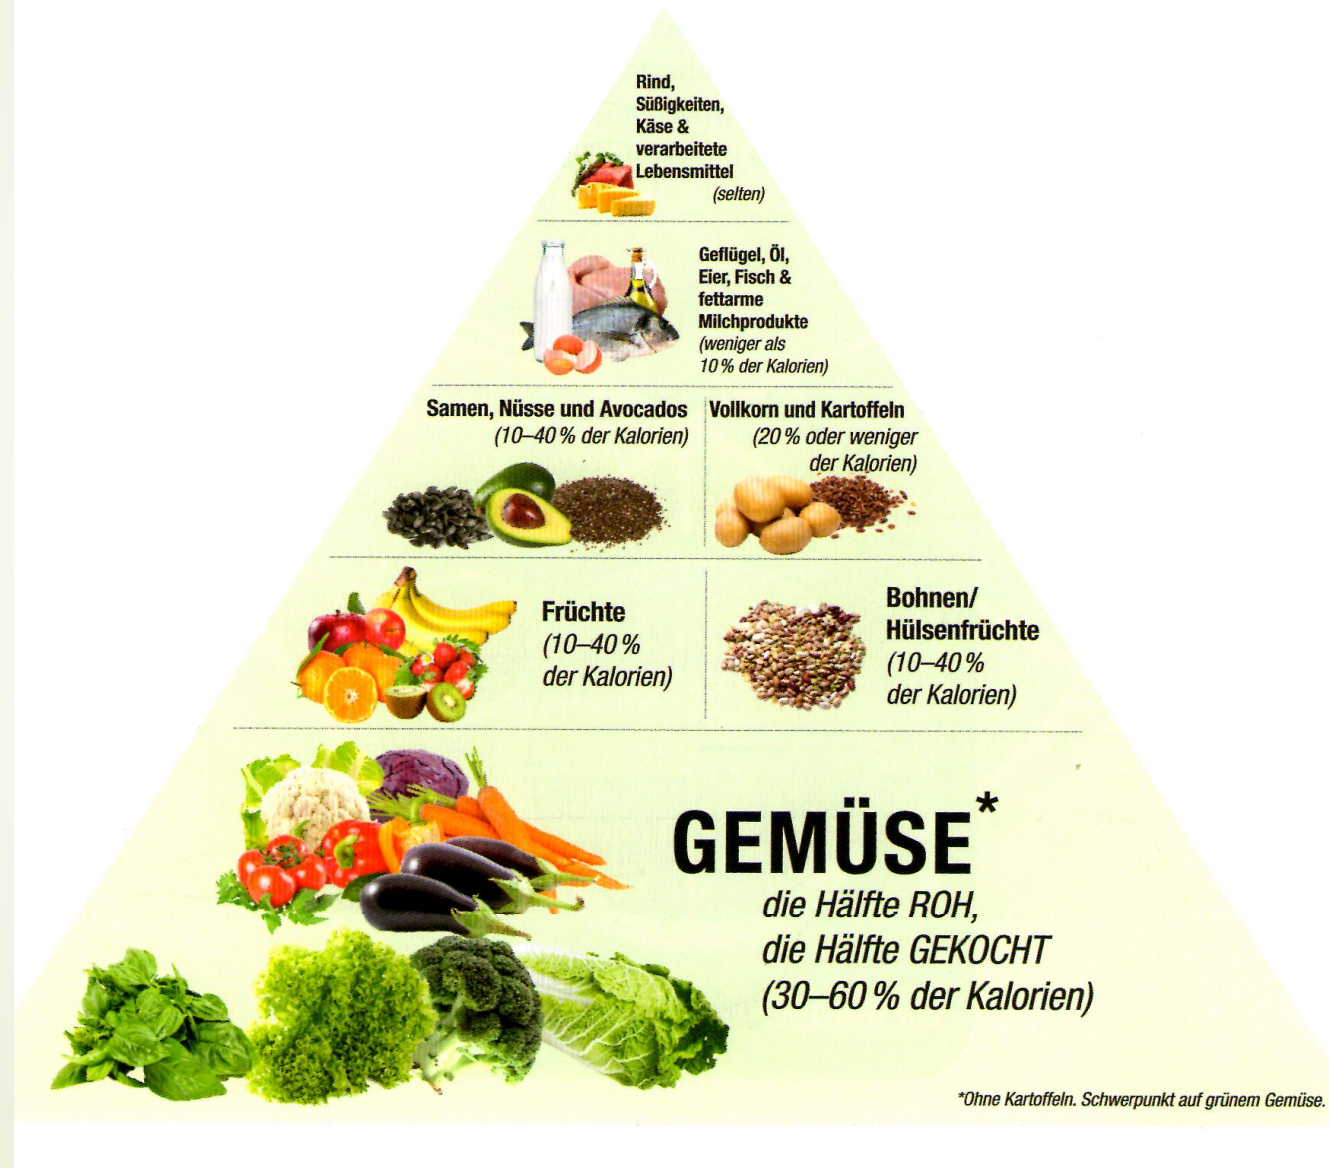 Rind,
Süßigkeiten,
Käse &
verarbeitete
Lebensmittel
(selten)
Geflügel, Öl,
Eier, Fisch &
fettarme
Milchprodukte
(weniger als
10 % der Kalorien)
Samen, Nüsse und Avocados
(10–40 % der Kalorien)
Vollkorn und Kartoffeln
(20 % oder weniger
der Kalorien)
Früchte
(10–40 %
der Kalorien)
Bohnen/
Hülsenfrüchte
(10–40 %
der Kalorien)
GEMÜSE*
die Hälfte ROH,
die Hälfte GEKOCHT
(30–60 % der Kalorien)
*Ohne Kartoffeln. Schwerpunkt auf grünem Gemüse.